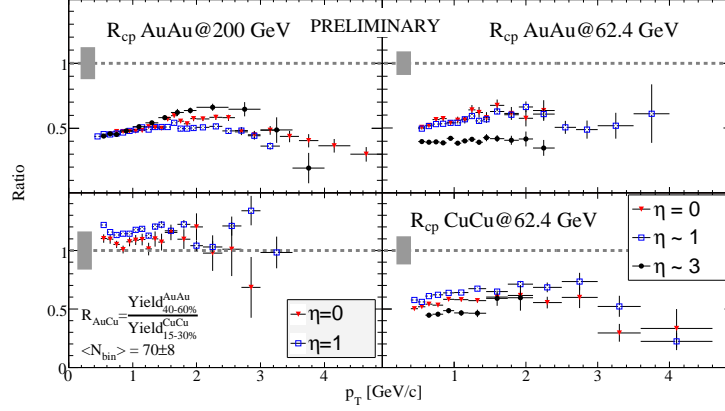 R_cp AuAu@200 GeV
PRELIMINARY
R_cp AuAu@62.4 GeV
1
0.5
Ratio
R_cp CuCu@62.4 GeV
η = 0
η ~ 1
η ~ 3
1
0.5
0
R_AuCu = Yield^AuAu_40-60% / Yield^CuCu_15-30%
<N_bin> = 70±8
η=0
η=1
0 1 2 3 4
1 2 3 4
p_T [GeV/c]